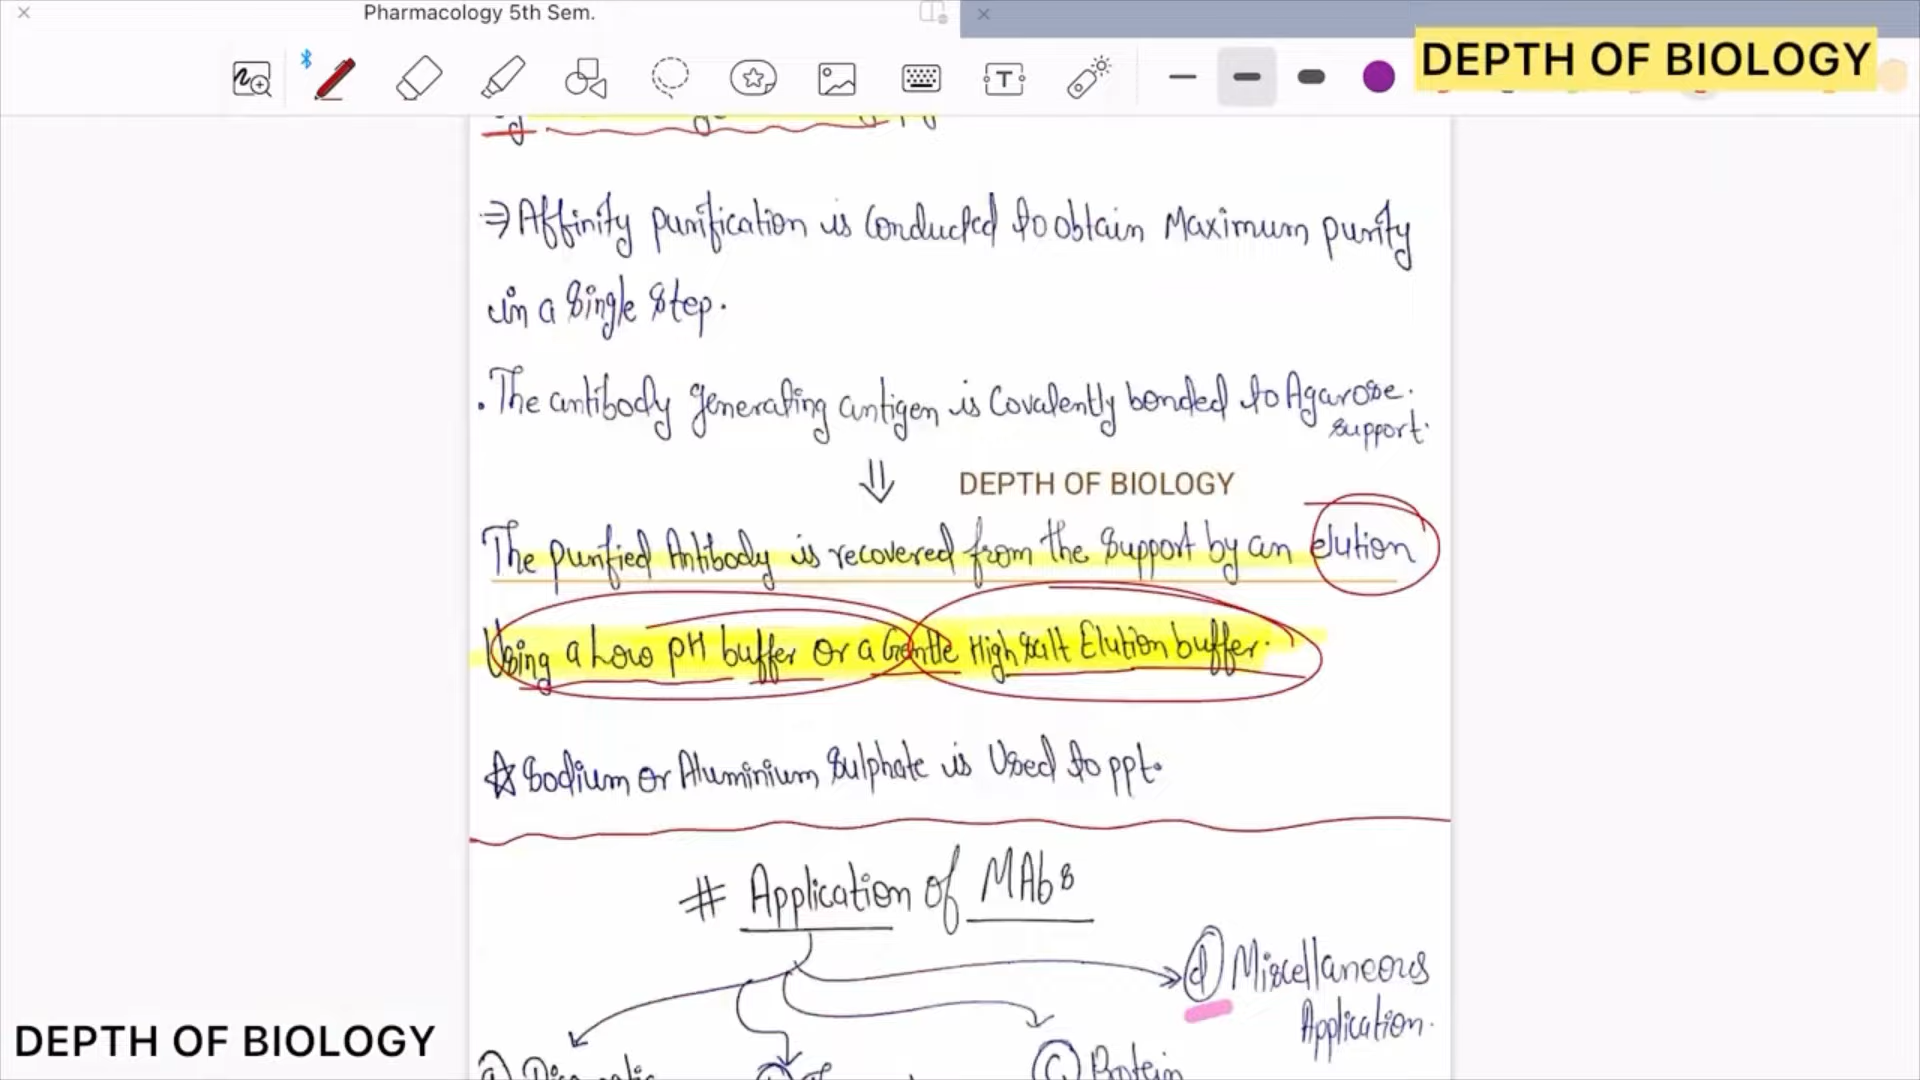 Pharmacology 5th Sem.
DEPTH OF BIOLOGY
⇒ Affinity purification is Conducted to obtain Maximum purity
in a Single Step.
. The antibody generating antigen is Covalently bonded to Agarose.
Support.
⇓ DEPTH OF BIOLOGY
The purified Antibody is recovered from the Support by an elution
Using a Low pH buffer or a Gentle High Salt Elution buffer.
☆ Sodium or Aluminium Sulphate is Used to ppt.
# Application of MAbs
(d) Miscellaneous
Application.
DEPTH OF BIOLOGY
(a) Diagnostic
(C) Protein